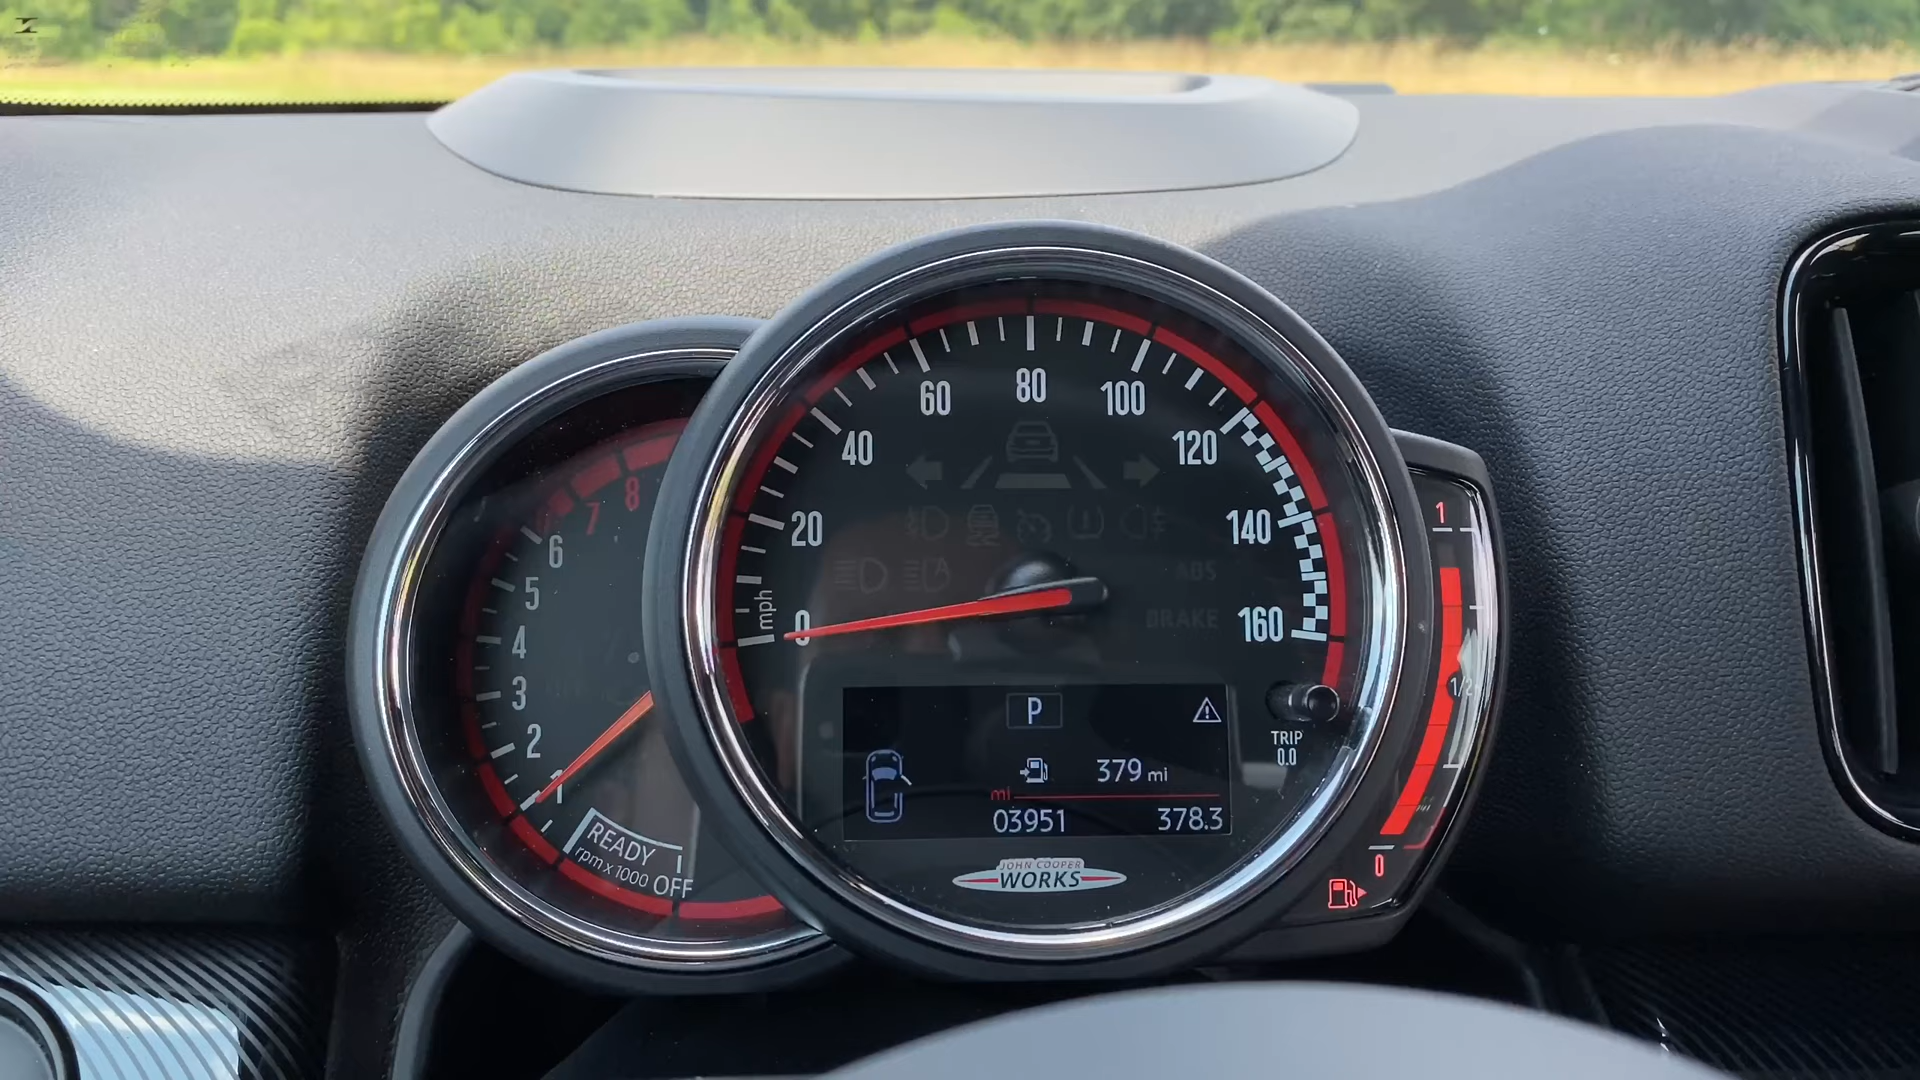 80
60
100
40
120
8
7
20
140
1
6
5
ABS
mph
0
BRAKE
160
4
3
1/2
P
2
TRIP
0.0
379 mi
1
mi
03951
378.3
READY
rpm x 1000
OFF
JOHN COOPER
WORKS
0